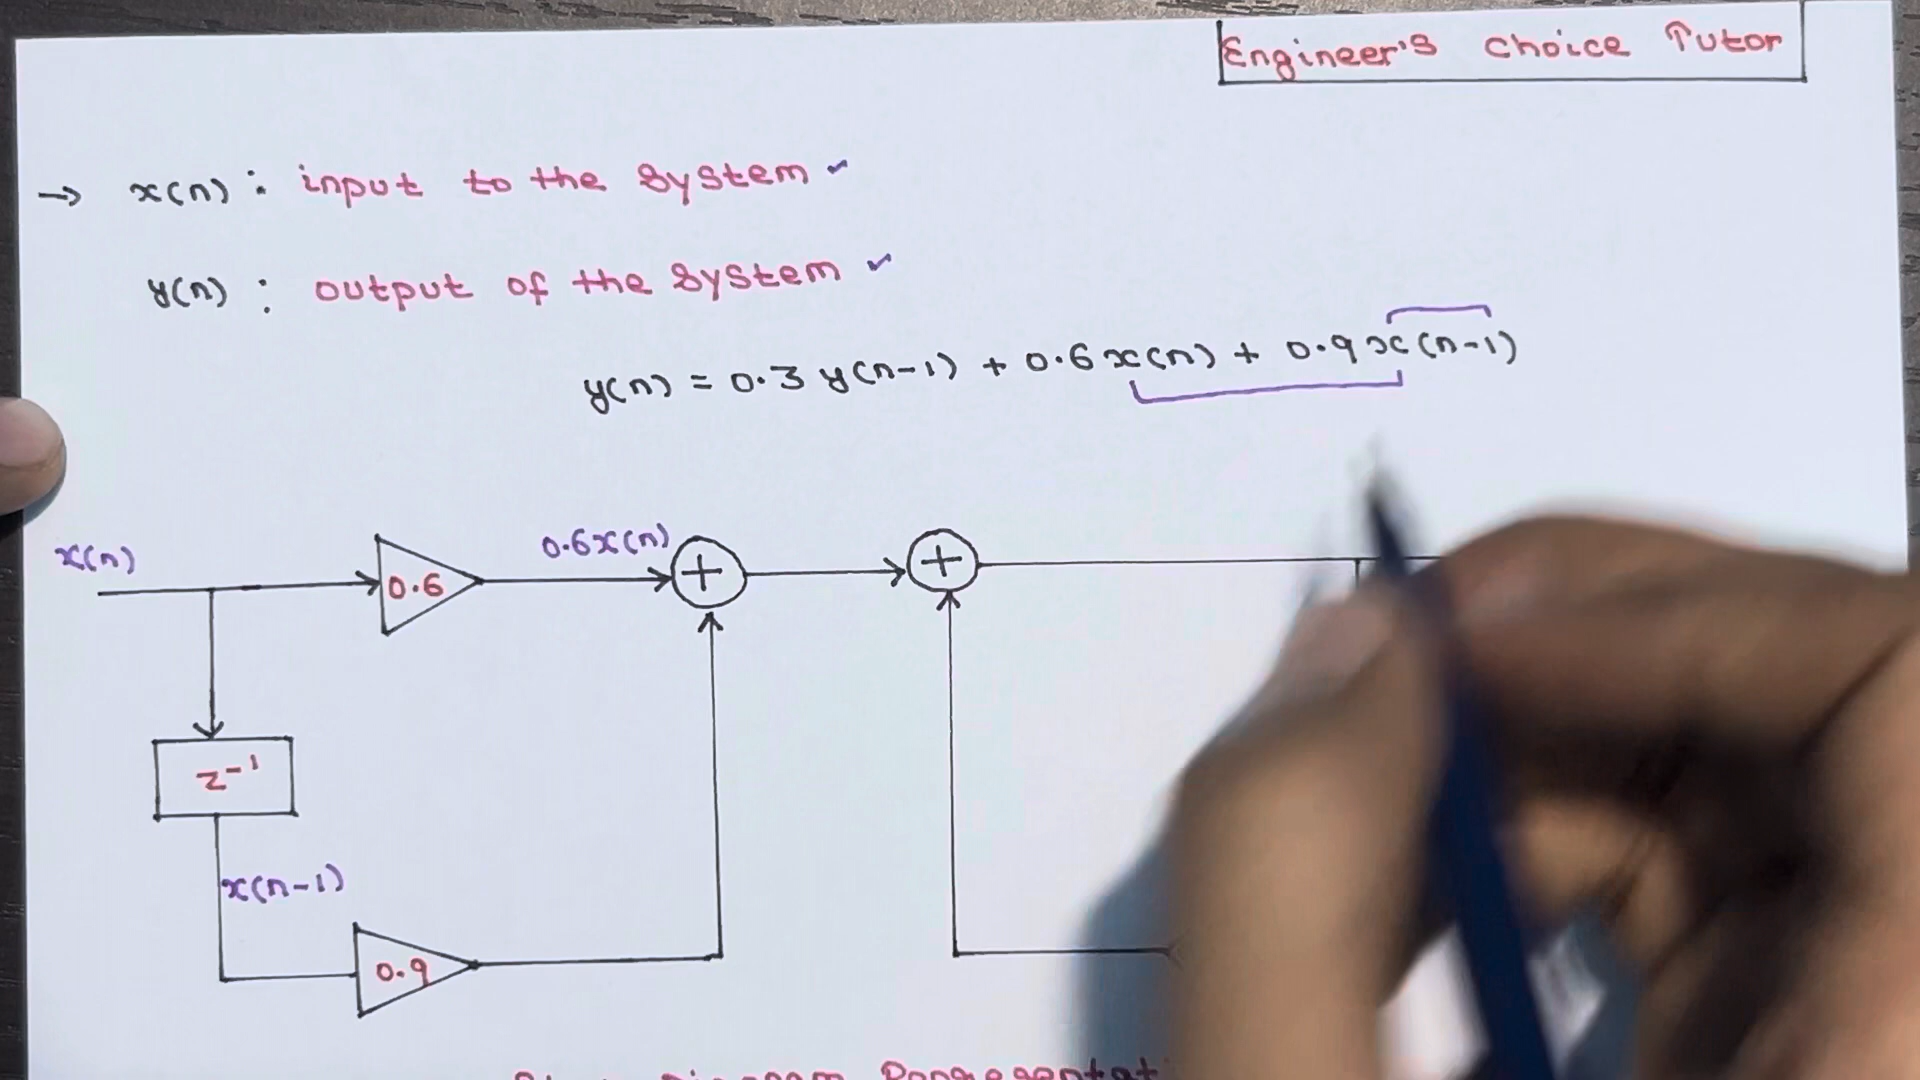 Engineer's Choice Tutor
→ x(n) : input to the System ✓
y(n) : output of the System ✓
y(n) = 0.3 y(n-1) + 0.6 x(n) + 0.9 x(n-1)
x(n)
0.6
0.6x(n)
+
+
z⁻¹
x(n-1)
0.9